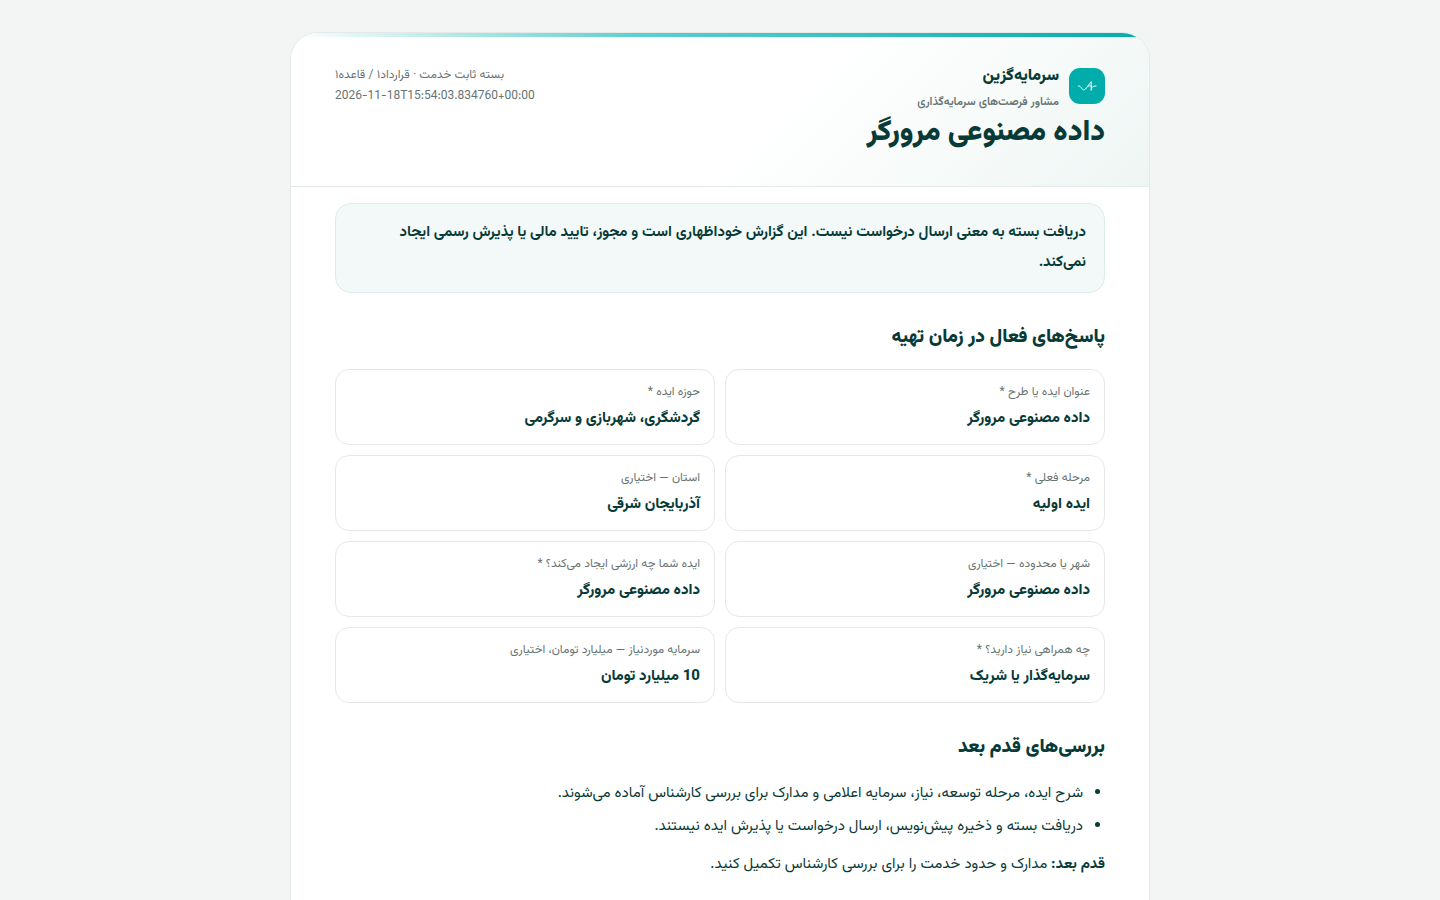 سرمایه‌گزین
مشاور فرصت‌های سرمایه‌گذاری
بسته ثابت خدمت · قرارداد۱ / قاعده۱
2026-11-18T15:54:03.834760+00:00
داده مصنوعی مرورگر
دریافت بسته به معنی ارسال درخواست نیست. این گزارش خوداظهاری است و مجوز، تایید مالی یا پذیرش رسمی ایجاد
نمی‌کند.
پاسخ‌های فعال در زمان تهیه
عنوان ایده یا طرح *
داده مصنوعی مرورگر
حوزه ایده *
گردشگری، شهربازی و سرگرمی
مرحله فعلی *
ایده اولیه
استان — اختیاری
آذربایجان شرقی
شهر یا محدوده — اختیاری
داده مصنوعی مرورگر
ایده شما چه ارزشی ایجاد می‌کند؟ *
داده مصنوعی مرورگر
چه همراهی نیاز دارید؟ *
سرمایه‌گذار یا شریک
سرمایه موردنیاز — میلیارد تومان، اختیاری
10 میلیارد تومان
بررسی‌های قدم بعد
• شرح ایده، مرحله توسعه، نیاز، سرمایه اعلامی و مدارک برای بررسی کارشناس آماده می‌شوند.
• دریافت بسته و ذخیره پیش‌نویس، ارسال درخواست یا پذیرش ایده نیستند.
قدم بعد: مدارک و حدود خدمت را برای بررسی کارشناس تکمیل کنید.